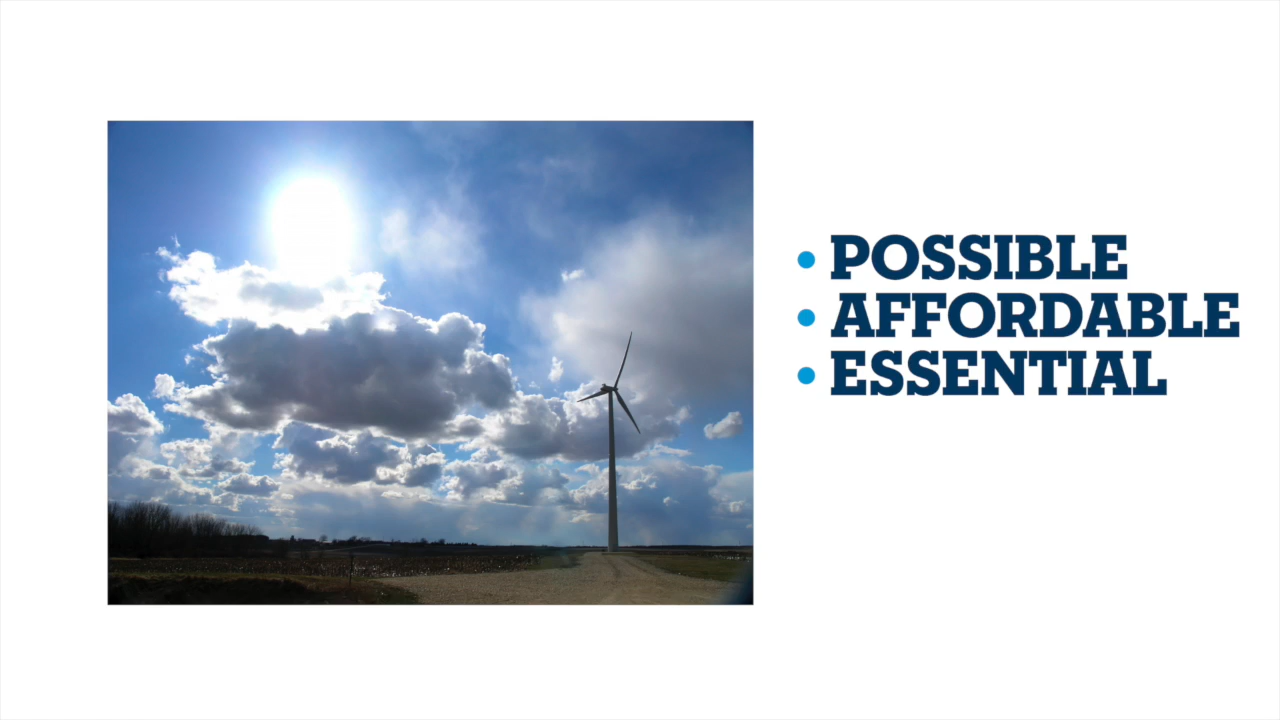 • POSSIBLE
• AFFORDABLE
• ESSENTIAL